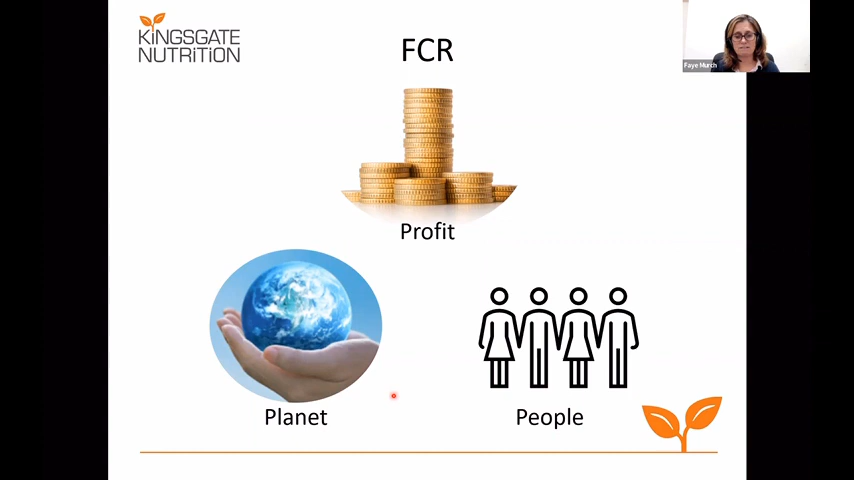 KiNGSGATE
NUTRiTiON
FCR
Faye Murch
Profit
Planet
People